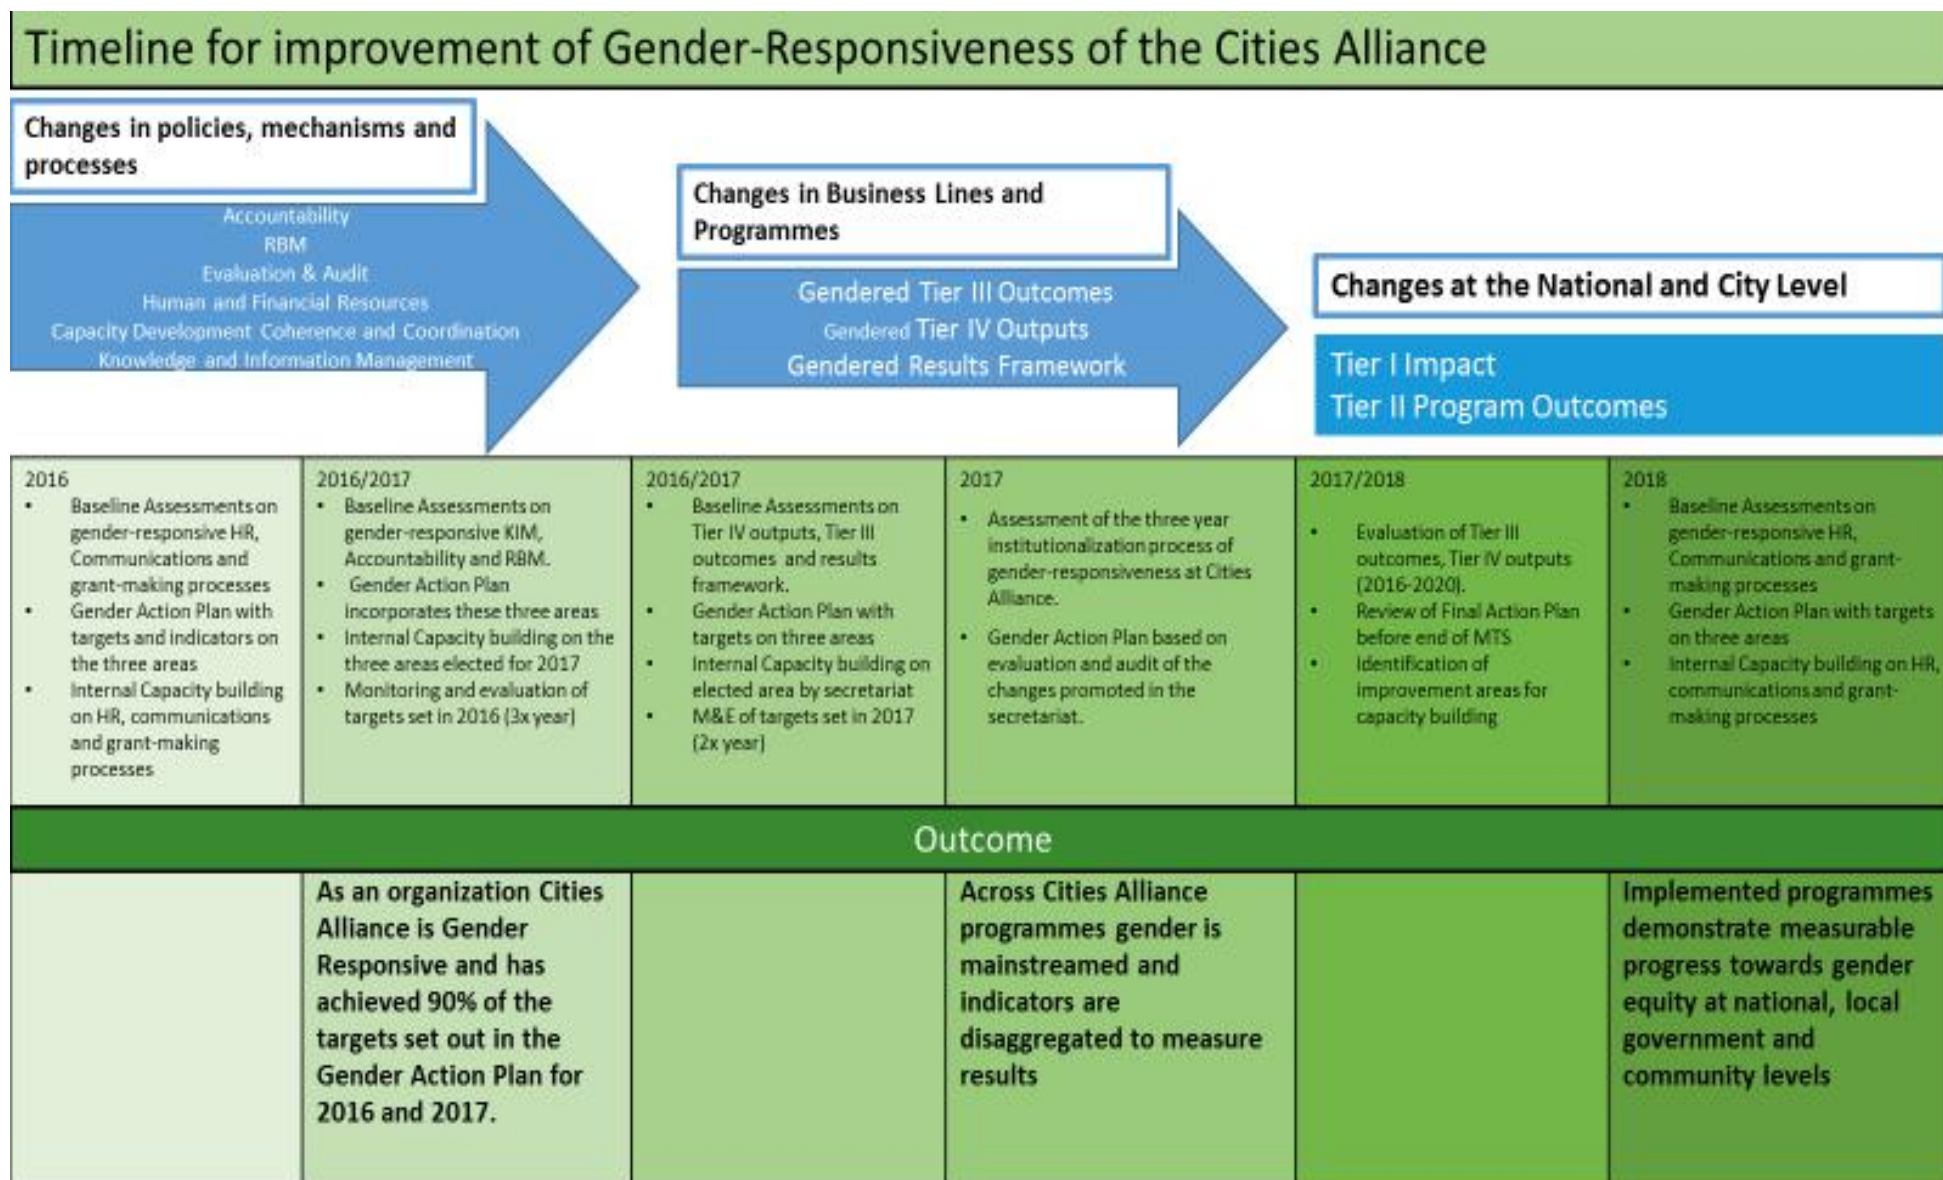 Timeline for improvement of Gender-Responsiveness of the Cities Alliance
Changes in policies, mechanisms and
processes
Accountability
RBM
Evaluation & Audit
Human and Financial Resources
Capacity Development Coherence and Coordination
Knowledge and Information Management
Changes in Business Lines and
Programmes
Gendered Tier III Outcomes
Gendered Tier IV Outputs
Gendered Results Framework
Changes at the National and City Level
Tier I Impact
Tier II Program Outcomes
2016
• Baseline Assessments on
gender-responsive HR,
Communications and
grant-making processes
• Gender Action Plan with
targets and indicators on
the three areas
• Internal Capacity building
on HR, communications
and grant-making
processes
2016/2017
• Baseline Assessments on
gender-responsive KIM,
Accountability and RBM.
• Gender Action Plan
incorporates these three areas
• Internal Capacity building on the
three areas elected for 2017
• Monitoring and evaluation of
targets set in 2016 (3x year)
2016/2017
• Baseline Assessments on
Tier IV outputs, Tier III
outcomes and results
framework.
• Gender Action Plan with
targets on three areas
• Internal Capacity building on
elected area by secretariat
• M&E of targets set in 2017
(2x year)
2017
• Assessment of the three year
institutionalization process of
gender-responsiveness at Cities
Alliance.
• Gender Action Plan based on
evaluation and audit of the
changes promoted in the
secretariat.
2017/2018
• Evaluation of Tier III
outcomes, Tier IV outputs
(2016-2020).
• Review of Final Action Plan
before end of MTS
• Identification of
improvement areas for
capacity building
2018
• Baseline Assessments on
gender-responsive HR,
Communications and grant-
making processes
• Gender Action Plan with targets
on three areas
• Internal Capacity building on HR,
communications and grant-
making processes
Outcome
As an organization Cities
Alliance is Gender
Responsive and has
achieved 90% of the
targets set out in the
Gender Action Plan for
2016 and 2017.
Across Cities Alliance
programmes gender is
mainstreamed and
indicators are
disaggregated to measure
results
Implemented programmes
demonstrate measurable
progress towards gender
equity at national, local
government and
community levels